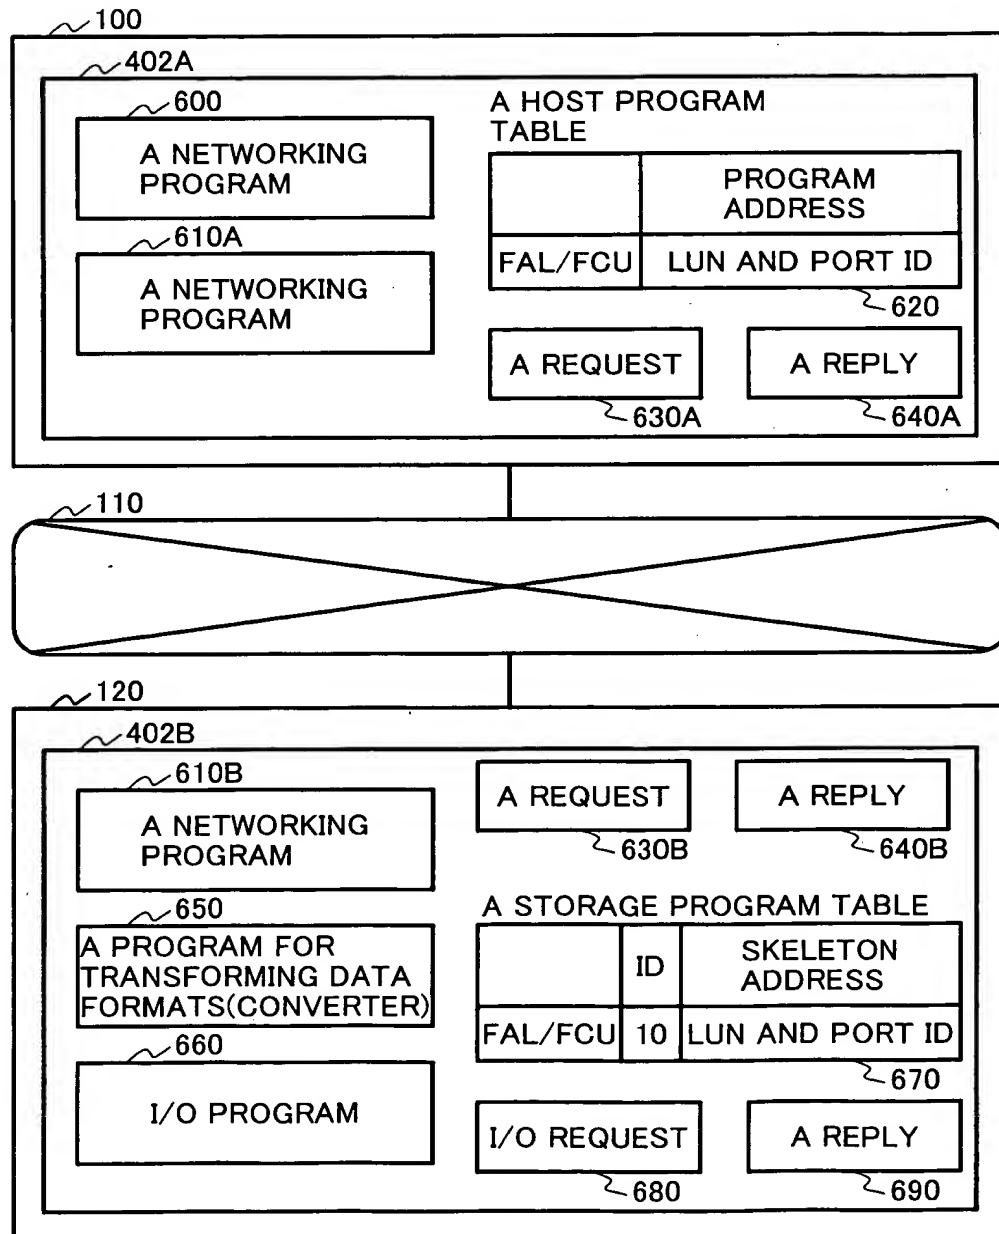 100
402A
600
A NETWORKING
PROGRAM
610A
A NETWORKING
PROGRAM
A HOST PROGRAM
TABLE
PROGRAM
ADDRESS
FAL/FCU
LUN AND PORT ID
620
A REQUEST
630A
A REPLY
640A
110
120
402B
610B
A NETWORKING
PROGRAM
650
A PROGRAM FOR
TRANSFORMING DATA
FORMATS(CONVERTER)
660
I/O PROGRAM
A REQUEST
630B
A REPLY
640B
A STORAGE PROGRAM TABLE
ID
SKELETON
ADDRESS
FAL/FCU
10
LUN AND PORT ID
670
I/O REQUEST
680
A REPLY
690